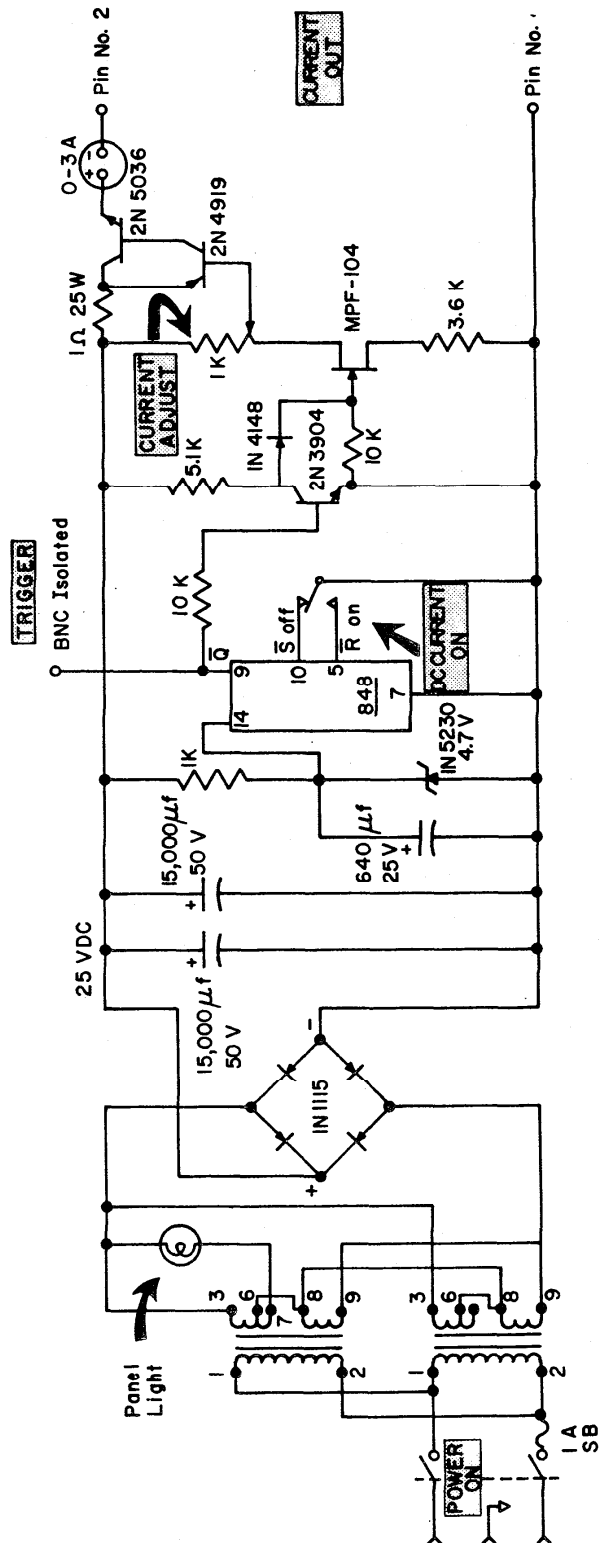 Pin No. 2
0-3A
+ -
2N 5036
2N 4919
1Ω 25W
CURRENT
OUT
Pin No.
CURRENT
ADJUST
1K
MPF-104
3.6 K
5.1K
1N 4148
2N 3904
10 K
TRIGGER
BNC Isolated
10 K
Q̅
9
14
848
7
10
S̅ off
5
R̅ on
DC CURRENT
ON
1K
1N 5230
4.7 V
640 μf
25 V
+
15,000 μf
50 V
+
25 VDC
15,000 μf
50 V
+
-
1N 1115
+
Panel
Light
3
6
7
8
9
1
2
3
6
8
9
1
2
POWER
ON
1 A
SB